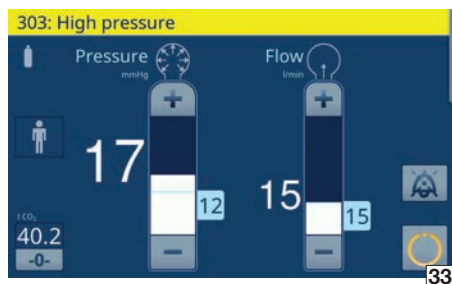 303: High pressure
Pressure
mmHg
Flow
l/min
+
+
17
12
15
15
l CO₂
40.2
-0-
−
−
33